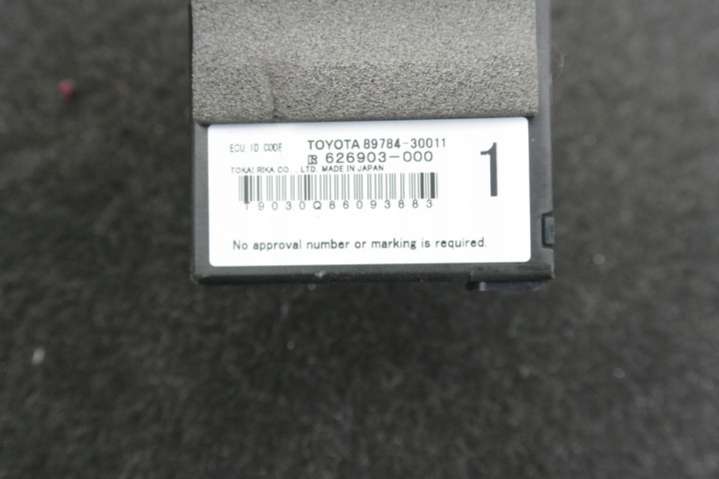 ECU ID CODE TOYOTA 89784-30011
626903-000
TOKAI RIKA CO., LTD. MADE IN JAPAN
1
19030Q86093883
No approval number or marking is required.